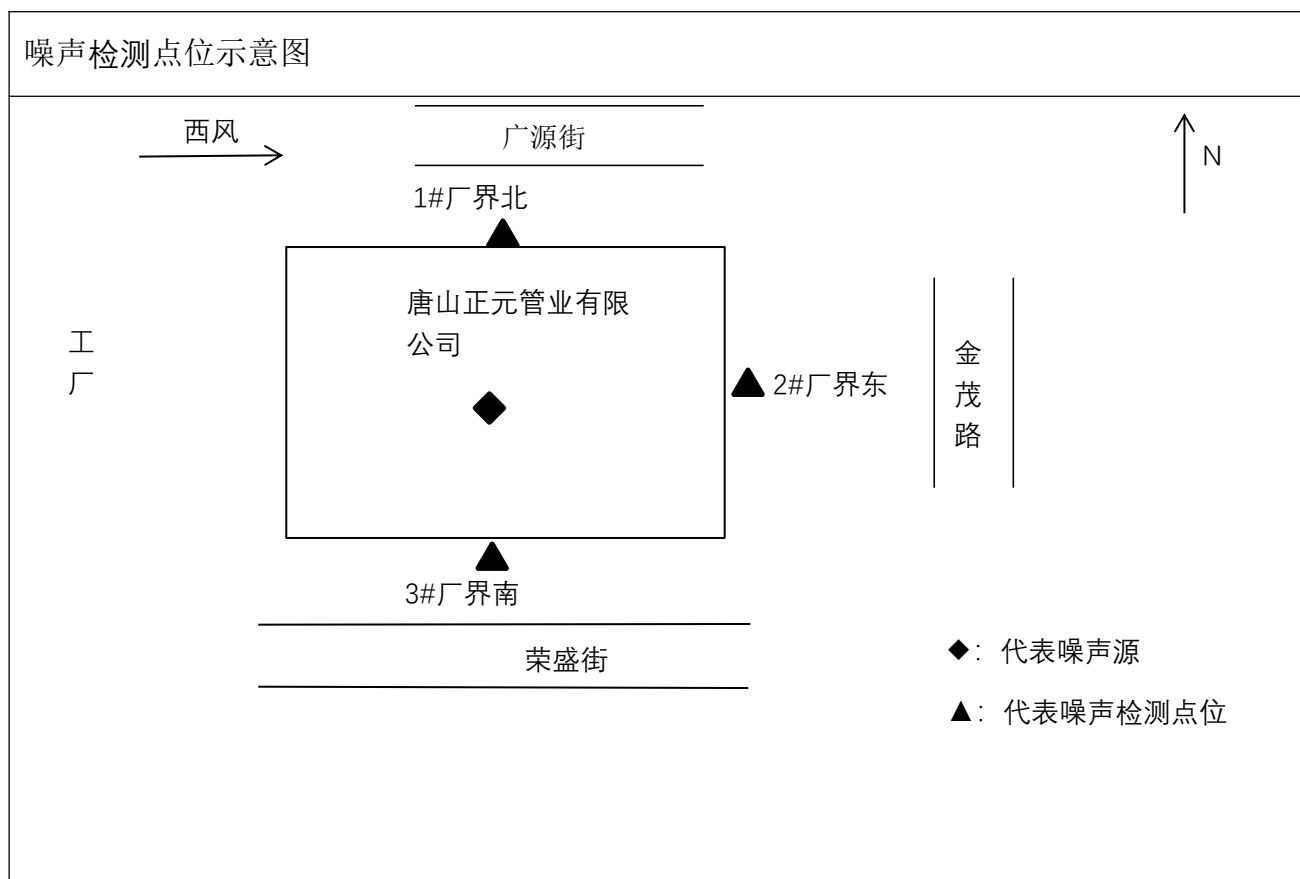 噪声检测点位示意图
西风
广源街
N
1#厂界北
唐山正元管业有限
公司
工
厂
2#厂界东
金
茂
路
3#厂界南
荣盛街
◆：代表噪声源
▲：代表噪声检测点位